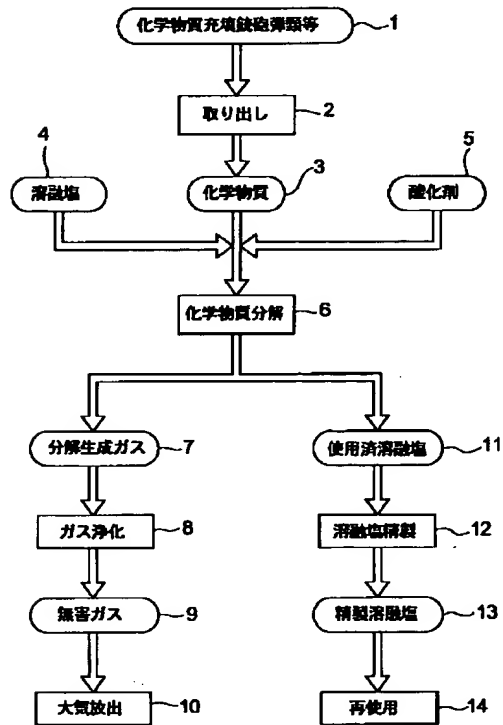 化学物質充填銃砲弾類等
1
取り出し
2
4
溶融塩
化学物質
3
5
酸化剤
化学物質分解
6
分解生成ガス
7
使用済溶融塩
11
ガス浄化
8
溶融塩精製
12
無害ガス
9
精製溶融塩
13
大気放出
10
再使用
14